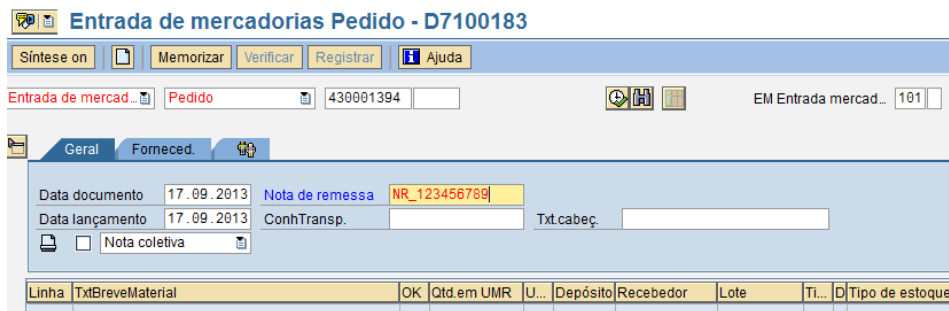 Entrada de mercadorias Pedido - D7100183
Síntese on Memorizar Verificar Registrar Ajuda
Entrada de mercad... Pedido 430001394 EM Entrada mercad... 101
Geral Forneced.
Data documento 17.09.2013 Nota de remessa NR_123456789
Data lançamento 17.09.2013 ConhTransp. Txt.cabeç.
Nota coletiva
Linha TxtBreveMaterial OK Qtd.em UMR U... Depósito Recebedor Lote Ti... D Tipo de estoque